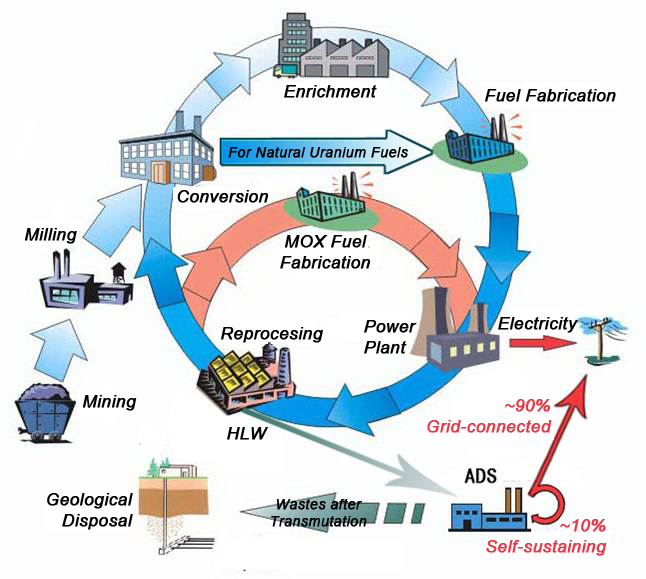 Enrichment
Fuel Fabrication
For Natural Uranium Fuels
Conversion
Milling
MOX Fuel
Fabrication
Reprocesing
Power
Plant
Electricity
Mining
HLW
~90%
Grid-connected
ADS
Geological
Disposal
Wastes after
Transmutation
~10%
Self-sustaining